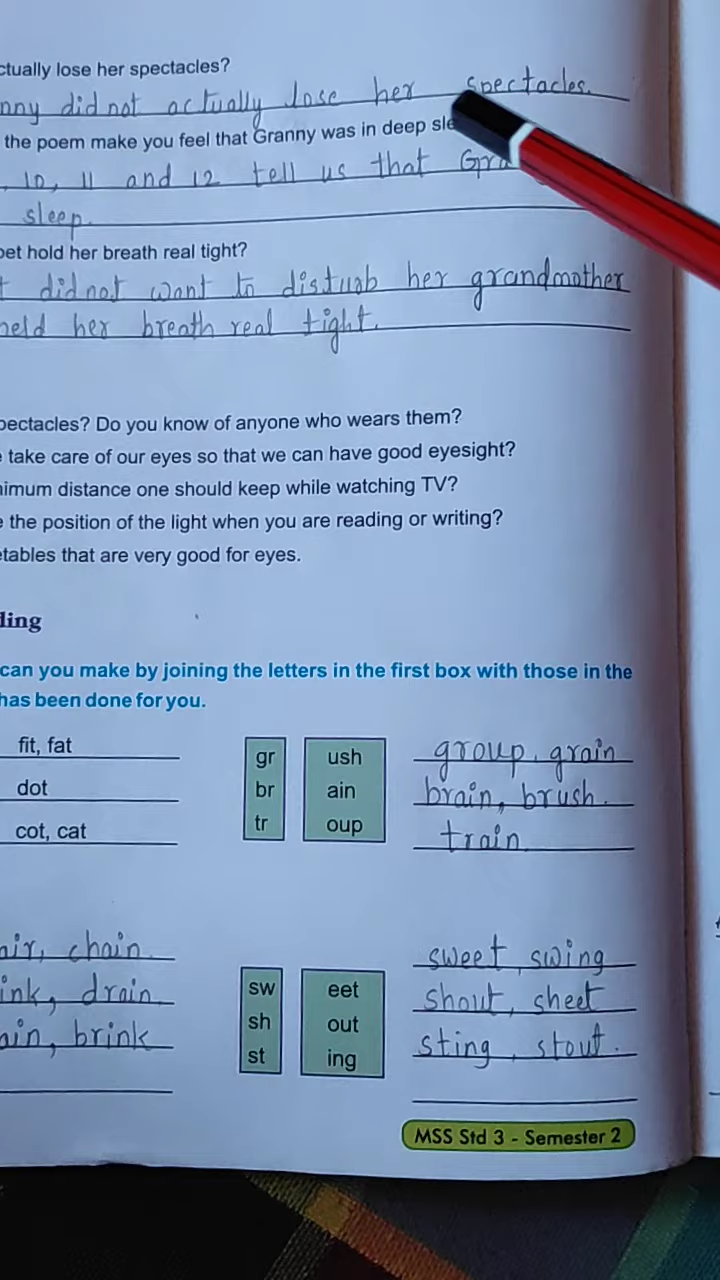 ctually lose her spectacles?
nny did not actually lose her spectacles.
the poem make you feel that Granny was in deep sle
10, 11 and 12 tell us that Gra
sleep.
pet hold her breath real tight?
t did not want to distusb her grandmother
held her breath real tight.
pectacles? Do you know of anyone who wears them?
e take care of our eyes so that we can have good eyesight?
nimum distance one should keep while watching TV?
e the position of the light when you are reading or writing?
etables that are very good for eyes.
ding
can you make by joining the letters in the first box with those in the
has been done for you.
fit, fat gr ush group, grain
dot br ain brain, brush.
cot, cat tr oup train
air, chain. sweet, swing
ink, drain sw eet shout, sheet
ain, brink sh out sting, stout.
st ing
MSS Std 3 - Semester 2